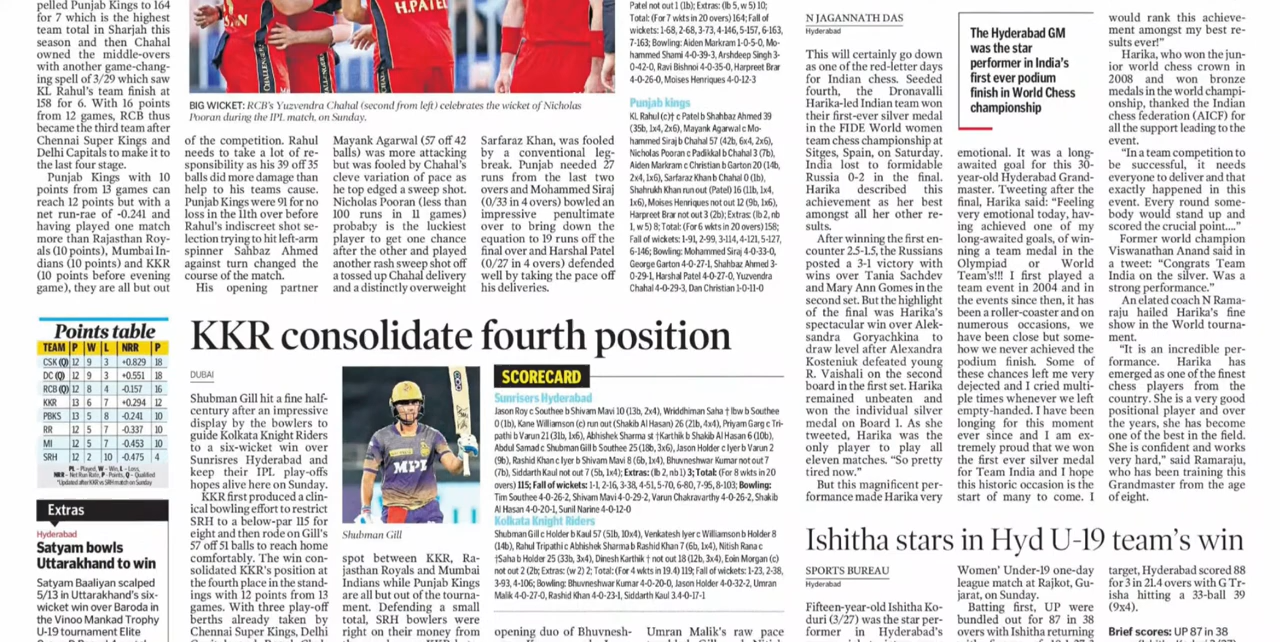 pelled Punjab Kings to 164
for 7 which is the highest
team total in Sharjah this
season and then Chahal
owned the middle-overs
with another game-chang-
ing spell of 3/29 which saw
KL Rahul's team finish at
158 for 6. With 16 points
from 12 games, RCB thus
became the third team after
Chennai Super Kings and
Delhi Capitals to make it to
the last four stage.
Punjab Kings with 10
points from 13 games can
reach 12 points but with a
net run-rae of -0.241 and
having played one match
more than Rajasthan Roy-
als (10 points), Mumbai In-
dians (10 points) and KKR
(10 points before evening
game), they are all but out
H.PATEL
CHALLENGERS
BIG WICKET: RCB's Yuzvendra Chahal (second from left) celebrates the wicket of Nicholas
Pooran during the IPL match, on Sunday.
of the competition. Rahul
needs to take a lot of re-
sponsibility as his 39 off 35
balls did more damage than
help to his teams cause.
Punjab Kings were 91 for no
loss in the 11th over before
Rahul's indiscreet shot se-
lection trying to hit left-arm
spinner Sahbaz Ahmed
against turn changed the
course of the match.
His opening partner
Mayank Agarwal (57 off 42
balls) was more attacking
but was fooled by Chahal's
cleve variation of pace as
he top edged a sweep shot.
Nicholas Pooran (less than
100 runs in 11 games)
proba;y is the luckiest
player to get one chance
after the other and played
another rash sweep shot off
a tossed up Chahal delivery
and a distinctly overweight
Sarfaraz Khan, was fooled
by a conventional leg-
break. Punjab needed 27
runs from the last two
overs and Mohammed Siraj
(0/33 in 4 overs) bowled an
impressive penultimate
over to bring down the
equation to 19 runs off the
final over and Harshal Patel
(0/27 in 4 overs) defended
well by taking the pace off
his deliveries.
Patel not out 1 (1b); Extras: (lb 5, w 5) 10;
Total: (For 7 wkts in 20 overs) 164; Fall of
wickets: 1-68, 2-68, 3-73, 4-146, 5-157, 6-163,
7-163; Bowling: Aiden Markram 1-0-5-0, Mo-
hammed Shami 4-0-39-3, Arshdeep Singh 3-
0-42-0, Ravi Bishnoi 4-0-35-0, Harpreet Brar
4-0-26-0, Moises Henriques 4-0-12-3
Punjab kings
KL Rahul (c)† c Patel b Shahbaz Ahmed 39
(35b, 1x4, 2x6), Mayank Agarwal c Mo-
hammed Siraj b Chahal 57 (42b, 6x4, 2x6),
Nicholas Pooran c Padikkal b Chahal 3 (7b),
Aiden Markram c Christian b Garton 20 (14b,
2x4, 1x6), Sarfaraz Khan b Chahal 0 (1b),
Shahrukh Khan run out (Patel) 16 (11b, 1x4,
1x6), Moises Henriques not out 12 (9b, 1x6),
Harpreet Brar not out 3 (2b); Extras: (lb 2, nb
1, w 5) 8; Total: (For 6 wkts in 20 overs) 158;
Fall of wickets: 1-91, 2-99, 3-114, 4-121, 5-127,
6-146; Bowling: Mohammed Siraj 4-0-33-0,
George Garton 4-0-27-1, Shahbaz Ahmed 3-
0-29-1, Harshal Patel 4-0-27-0, Yuzvendra
Chahal 4-0-29-3, Dan Christian 1-0-11-0
Points table
TEAM P W L NRR P
CSK (Q) 12 9 3 +0.829 18
DC (Q) 12 9 3 +0.551 18
RCB (Q) 12 8 4 -0.157 16
KKR 13 6 7 +0.294 12
PBKS 13 5 8 -0.241 10
RR 12 5 7 -0.337 10
MI 12 5 7 -0.453 10
SRH 12 2 10 -0.475 4
PL - Played, W - Win, L - Loss,
NRR - Net Run Rate, P - Points, Q - Qualified
*Updated after KKR vs SRH match on Sunday
Extras
Hyderabad
Satyam bowls
Uttarakhand to win
Satyam Baaliyan scalped
5/13 in Uttarakhand's six-
wicket win over Baroda in
the Vinoo Mankad Trophy
U-19 tournament Elite
KKR consolidate fourth position
DUBAI
Shubman Gill hit a fine half-
century after an impressive
display by the bowlers to
guide Kolkata Knight Riders
to a six-wicket win over
Sunrises Hyderabad and
keep their IPL play-offs
hopes alive here on Sunday.
KKR first produced a clin-
ical bowling effort to restrict
SRH to a below-par 115 for
eight and then rode on Gill's
57 off 51 balls to reach home
comfortably. The win con-
solidated KKR's position at
the fourth place in the stand-
ings with 12 points from 13
games. With three play-off
berths already taken by
Chennai Super Kings, Delhi
MPL
Shubman Gill
spot between KKR, Ra-
jasthan Royals and Mumbai
Indians while Punjab Kings
are all but out of the tourna-
ment. Defending a small
total, SRH bowlers were
right on their money from
SCORECARD
Sunrisers Hyderabad
Jason Roy c Southee b Shivam Mavi 10 (13b, 2x4), Wriddhiman Saha † lbw b Southee
0 (1b), Kane Williamson (c) run out (Shakib Al Hasan) 26 (21b, 4x4), Priyam Garg c Tri-
pathi b Varun 21 (31b, 1x6), Abhishek Sharma st †Karthik b Shakib Al Hasan 6 (10b),
Abdul Samad c Shubman Gill b Southee 25 (18b, 3x6), Jason Holder c Iyer b Varun 2
(9b), Rashid Khan c Iyer b Shivam Mavi 8 (6b, 1x4), Bhuvneshwar Kumar not out 7
(7b), Siddarth Kaul not out 7 (5b, 1x4); Extras: (lb 2, nb 1) 3; Total: (For 8 wkts in 20
overs) 115; Fall of wickets: 1-1, 2-16, 3-38, 4-51, 5-70, 6-80, 7-95, 8-103; Bowling:
Tim Southee 4-0-26-2, Shivam Mavi 4-0-29-2, Varun Chakravarthy 4-0-26-2, Shakib
Al Hasan 4-0-20-1, Sunil Narine 4-0-12-0
Kolkata Knight Riders
Shubman Gill c Holder b Kaul 57 (51b, 10x4), Venkatesh Iyer c Williamson b Holder 8
(14b), Rahul Tripathi c Abhishek Sharma b Rashid Khan 7 (6b, 1x4), Nitish Rana c
†Saha b Holder 25 (33b, 3x4), Dinesh Karthik † not out 18 (12b, 3x4), Eoin Morgan (c)
not out 2 (2b); Extras: (w 2) 2; Total: (For 4 wkts in 19.4) 119; Fall of wickets: 1-23, 2-38,
3-93, 4-106; Bowling: Bhuvneshwar Kumar 4-0-20-0, Jason Holder 4-0-32-2, Umran
Malik 4-0-27-0, Rashid Khan 4-0-23-1, Siddarth Kaul 3.4-0-17-1
opening duo of Bhuvnesh-
Umran Malik's raw pace
N JAGANNATH DAS
Hyderabad
This will certainly go down
as one of the red-letter days
for Indian chess. Seeded
fourth, the Dronavalli
Harika-led Indian team won
their first-ever silver medal
in the FIDE World women
team chess championship at
Sitges, Spain, on Saturday.
India lost to formidable
Russia 0-2 in the final.
Harika described this
achievement as her best
amongst all her other re-
sults.
After winning the first en-
counter 2.5-1.5, the Russians
posted a 3-1 victory with
wins over Tania Sachdev
and Mary Ann Gomes in the
second set. But the highlight
of the final was Harika's
spectacular win over Alek-
sandra Goryachkina to
draw level after Alexandra
Kosteniuk defeated young
R. Vaishali on the second
board in the first set. Harika
remained unbeaten and
won the individual silver
medal on Board 1. As she
tweeted, Harika was the
only player to play all
eleven matches. "So pretty
tired now."
But this magnificent per-
formance made Harika very
The Hyderabad GM
was the star
performer in India's
first ever podium
finish in World Chess
championship
emotional. It was a long-
awaited goal for this 30-
year-old Hyderabad Grand-
master. Tweeting after the
final, Harika said: "Feeling
very emotional today, hav-
ing achieved one of my
long-awaited goals, of win-
ning a team medal in the
Olympiad or World
Team's!!! I first played a
team event in 2004 and in
the events since then, it has
been a roller-coaster and on
numerous occasions, we
have been close but some-
how we never achieved the
podium finish. Some of
these chances left me very
dejected and I cried multi-
ple times whenever we left
empty-handed. I have been
longing for this moment
ever since and I am ex-
tremely proud that we won
the first ever silver medal
for Team India and I hope
this historic occasion is the
start of many to come. I
would rank this achieve-
ment amongst my best re-
sults ever!"
Harika, who won the jun-
ior world chess crown in
2008 and won bronze
medals in the world champi-
onship, thanked the Indian
chess federation (AICF) for
all the support leading to the
event.
"In a team competition to
be successful, it needs
everyone to deliver and that
exactly happened in this
event. Every round some-
body would stand up and
scored the crucial point...."
Former world champion
Viswanathan Anand said in
a tweet: "Congrats Team
India on the silver. Was a
strong performance."
An elated coach N Rama-
raju hailed Harika's fine
show in the World tourna-
ment.
"It is an incredible per-
formance. Harika has
emerged as one of the finest
chess players from the
country. She is a very good
positional player and over
the years, she has become
one of the best in the field.
She is confident and works
very hard," said Ramaraju,
who has been training this
Grandmaster from the age
of eight.
Ishitha stars in Hyd U-19 team's win
SPORTS BUREAU
Hyderabad
Fifteen-year-old Ishitha Ko-
duri (3/27) was the star per-
former in Hyderabad's
Women' Under-19 one-day
league match at Rajkot, Gu-
jarat, on Sunday.
Batting first, UP were
bundled out for 87 in 38
overs with Ishitha returning
target, Hyderabad scored 88
for 3 in 21.4 overs with G Tr-
isha hitting a 33-ball 39
(9x4).
Brief score: UP 87 in 38